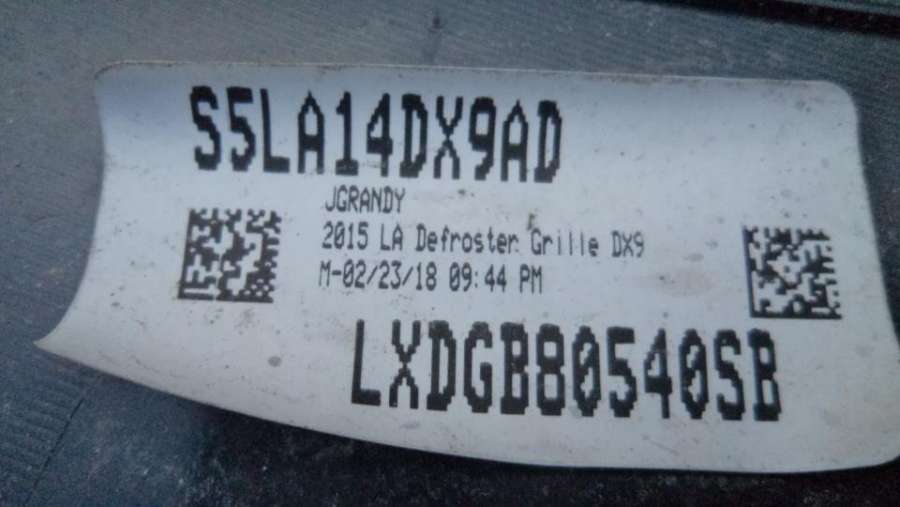 S5LA14DX9AD
JGRANDY
2015 LA Defroster Grille DX9
M-02/23/18 09:44 PM
LXDGB80540SB